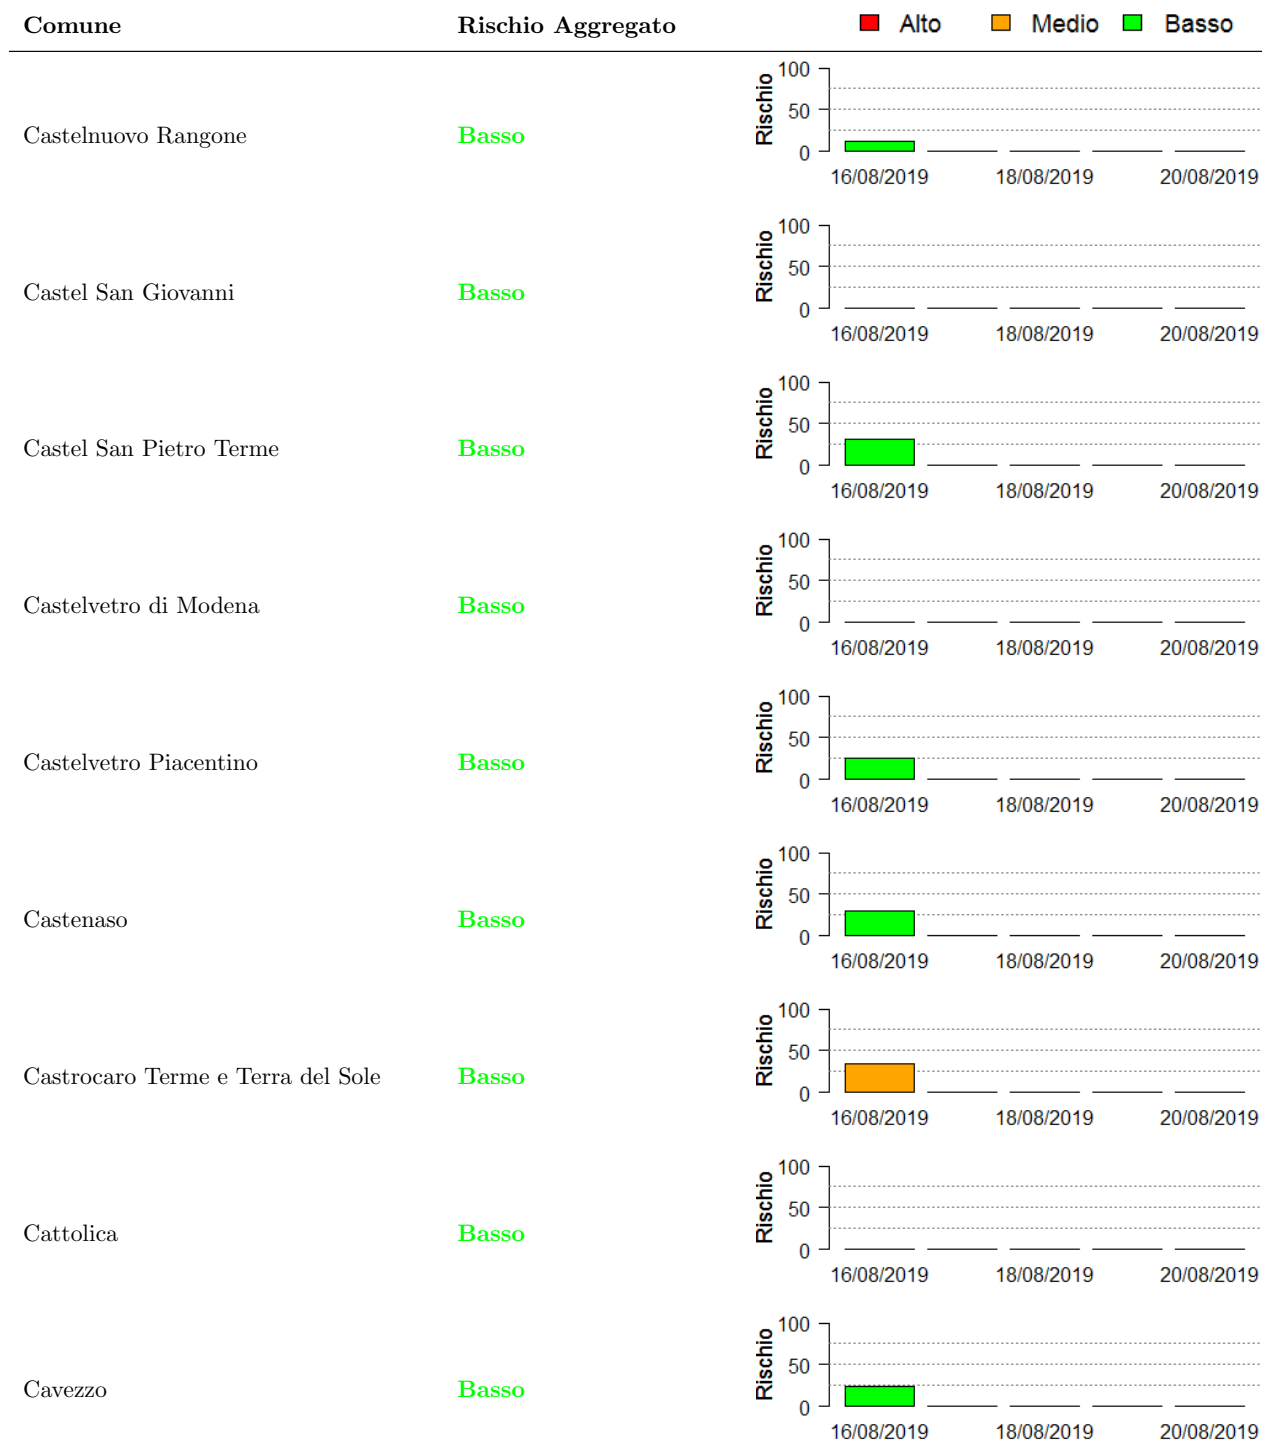 Comune Rischio Aggregato Alto Medio Basso
100
50
0
Rischio
Castelnuovo Rangone Basso
16/08/2019 18/08/2019 20/08/2019
100
50
0
Rischio
Castel San Giovanni Basso
16/08/2019 18/08/2019 20/08/2019
100
50
0
Rischio
Castel San Pietro Terme Basso
16/08/2019 18/08/2019 20/08/2019
100
50
0
Rischio
Castelvetro di Modena Basso
16/08/2019 18/08/2019 20/08/2019
100
50
0
Rischio
Castelvetro Piacentino Basso
16/08/2019 18/08/2019 20/08/2019
100
50
0
Rischio
Castenaso Basso
16/08/2019 18/08/2019 20/08/2019
100
50
0
Rischio
Castrocaro Terme e Terra del Sole Basso
16/08/2019 18/08/2019 20/08/2019
100
50
0
Rischio
Cattolica Basso
16/08/2019 18/08/2019 20/08/2019
100
50
0
Rischio
Cavezzo Basso
16/08/2019 18/08/2019 20/08/2019